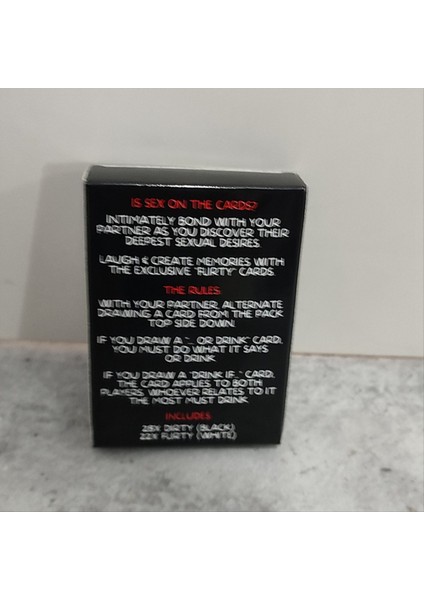 IS SEX ON THE CARDS?
INTIMATELY BOND WITH YOUR
PARTNER AS YOU DISCOVER THEIR
DEEPEST SEXUAL DESIRES.
LAUGH & CREATE MEMORIES WITH
THE EXCLUSIVE "FLIRTY" CARDS.
THE RULES
WITH YOUR PARTNER, ALTERNATE
DRAWING A CARD FROM THE PACK
TOP SIDE DOWN.
IF YOU DRAW A "... OR DRINK" CARD,
YOU MUST DO WHAT IT SAYS
OR DRINK
IF YOU DRAW A "DRINK IF..." CARD,
THE CARD APPLIES TO BOTH
PLAYERS, WHOEVER RELATES TO IT
THE MOST MUST DRINK
INCLUDES
28X DIRTY (BLACK)
22X FLIRTY (WHITE)